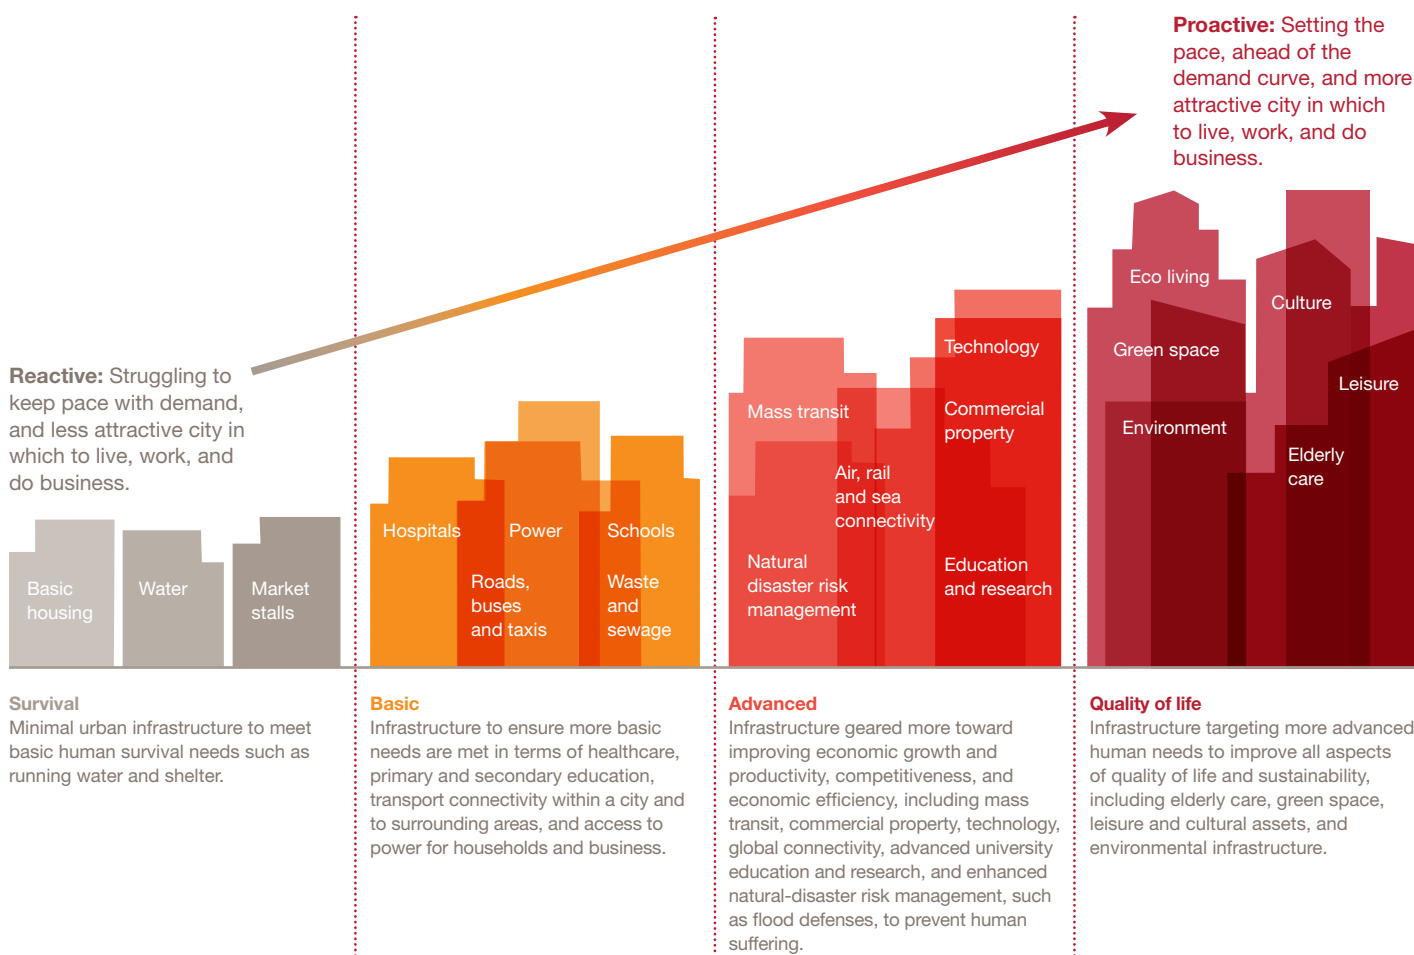 Proactive: Setting the
pace, ahead of the
demand curve, and more
attractive city in which
to live, work, and do
business.
Reactive: Struggling to
keep pace with demand,
and less attractive city in
which to live, work, and
do business.
Basic
housing
Water
Market
stalls
Hospitals
Power
Schools
Roads,
buses
and taxis
Waste
and
sewage
Mass transit
Technology
Commercial
property
Air, rail
and sea
connectivity
Natural
disaster risk
management
Education
and research
Eco living
Culture
Green space
Leisure
Environment
Elderly
care
Survival
Minimal urban infrastructure to meet
basic human survival needs such as
running water and shelter.
Basic
Infrastructure to ensure more basic
needs are met in terms of healthcare,
primary and secondary education,
transport connectivity within a city and
to surrounding areas, and access to
power for households and business.
Advanced
Infrastructure geared more toward
improving economic growth and
productivity, competitiveness, and
economic efficiency, including mass
transit, commercial property, technology,
global connectivity, advanced university
education and research, and enhanced
natural-disaster risk management, such
as flood defenses, to prevent human
suffering.
Quality of life
Infrastructure targeting more advanced
human needs to improve all aspects
of quality of life and sustainability,
including elderly care, green space,
leisure and cultural assets, and
environmental infrastructure.